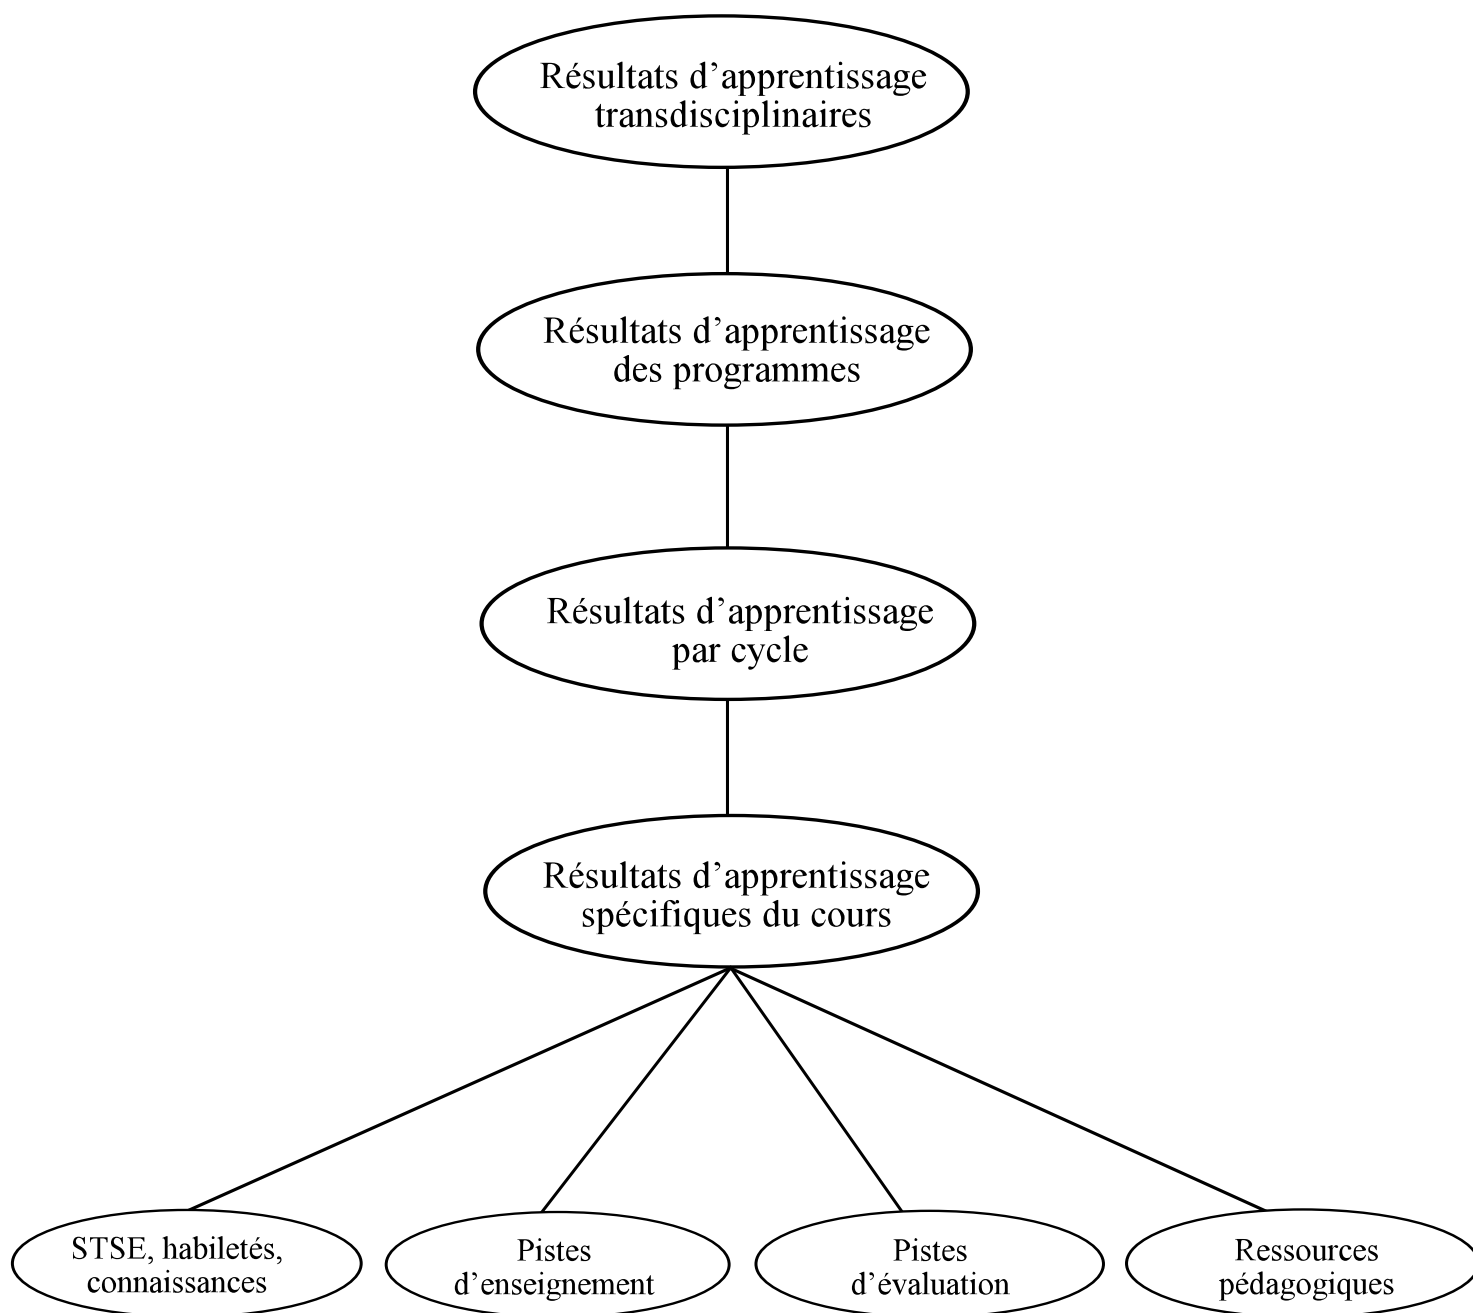 Résultats d’apprentissage
transdisciplinaires
Résultats d’apprentissage
des programmes
Résultats d’apprentissage
par cycle
Résultats d’apprentissage
spécifiques du cours
STSE, habiletés,
connaissances
Pistes
d’enseignement
Pistes
d’évaluation
Ressources
pédagogiques